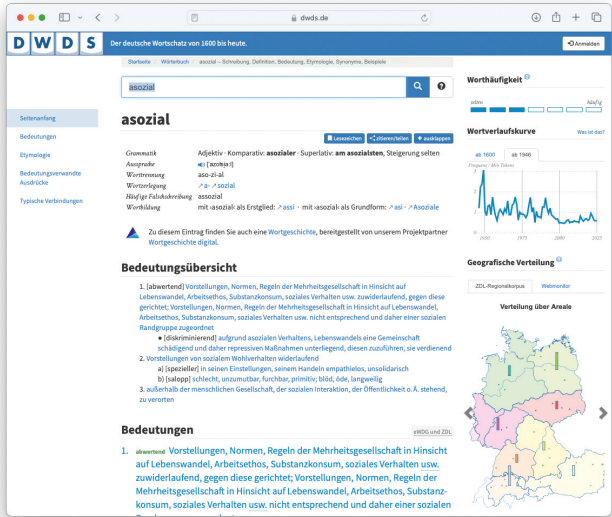 dwds.de
DWDS
Der deutsche Wortschatz von 1600 bis heute.
Anmelden
Startseite / Wörterbuch / asozial – Schreibung, Definition, Bedeutung, Etymologie, Synonyme, Beispiele
asozial
Seitenanfang
Bedeutungen
Etymologie
Bedeutungsverwandte
Ausdrücke
Typische Verbindungen
asozial
Lesezeichen zitieren/teilen ausklappen
Grammatik Adjektiv · Komparativ: asozialer · Superlativ: am asozialsten, Steigerung selten
Aussprache
Worttrennung aso-zi-al
Wortzerlegung ↗a- ↗sozial
Häufige Falschschreibung assozial
Wortbildung mit ›asozial‹ als Erstglied: ↗assi · mit ›asozial‹ als Grundform: ↗asi · ↗Asoziale
Zu diesem Eintrag finden Sie auch eine Wortgeschichte, bereitgestellt von unserem Projektpartner
Wortgeschichte digital.
Bedeutungsübersicht
1. [abwertend] Vorstellungen, Normen, Regeln der Mehrheitsgesellschaft in Hinsicht auf
Lebenswandel, Arbeitsethos, Substanzkonsum, soziales Verhalten usw. zuwiderlaufend, gegen diese
gerichtet; Vorstellungen, Normen, Regeln der Mehrheitsgesellschaft in Hinsicht auf Lebenswandel,
Arbeitsethos, Substanzkonsum, soziales Verhalten usw. nicht entsprechend und daher einer sozialen
Randgruppe zugeordnet
● [diskriminierend] aufgrund asozialen Verhaltens, Lebenswandels eine Gemeinschaft
schädigend und daher repressiven Maßnahmen unterliegend, diesen zuzuführen, sie verdienend
2. Vorstellungen von sozialem Wohlverhalten widerlaufend
a) [spezieller] in seinen Einstellungen, seinem Handeln empathielos, unsolidarisch
b) [salopp] schlecht, unzumutbar, furchbar, primitiv; blöd, öde, langweilig
3. außerhalb der menschlichen Gesellschaft, der sozialen Interaktion, der Öffentlichkeit o. Ä. stehend,
zu verorten
Bedeutungen
eWDG und ZDL
1. abwertend Vorstellungen, Normen, Regeln der Mehrheitsgesellschaft in Hinsicht
auf Lebenswandel, Arbeitsethos, Substanzkonsum, soziales Verhalten usw.
zuwiderlaufend, gegen diese gerichtet; Vorstellungen, Normen, Regeln der
Mehrheitsgesellschaft in Hinsicht auf Lebenswandel, Arbeitsethos, Substanz-
konsum, soziales Verhalten usw. nicht entsprechend und daher einer sozialen
Worthäufigkeit
selten häufig
Wortverlaufskurve Was ist das?
ab 1600 ab 1946
Frequenz / Mio Tokens
3
2
1
1950 1975 2000 2025
Geografische Verteilung
ZDL-Regionalkorpus Webmonitor
Verteilung über Areale